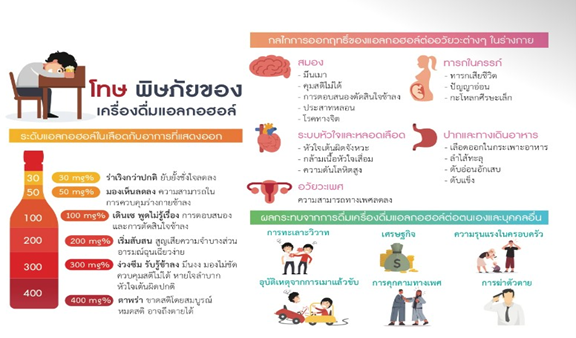 โทษ พิษภัยของ
เครื่องดื่มแอลกอฮอล์
ระดับแอลกอฮอล์ในเลือดกับอาการที่แสดงออก
30
30 mg% ร่าเริงกว่าปกติ ยับยั้งชั่งใจลดลง
50
50 mg% มองเห็นลดลง ความสามารถใน
การควบคุมร่างกายช้าลง
100
100 mg% เดินเซ พูดไม่รู้เรื่อง การตอบสนอง
และการตัดสินใจช้าลง
200
200 mg% เริ่มสับสน สูญเสียความจำบางส่วน
อารมณ์ฉุนเฉียวง่าย
300
300 mg% ง่วงซึม รับรู้ช้าลง มึนงง มองไม่ชัด
ควบคุมสติไม่ได้ หายใจลำบาก
หัวใจเต้นผิดปกติ
400
400 mg% ตาพร่า ขาดสติโดยสมบูรณ์
หมดสติ อาจถึงตายได้
กลไกการออกฤทธิ์ของแอลกอฮอล์ต่ออวัยวะต่างๆ ในร่างกาย
สมอง
- มึนเมา
- คุมสติไม่ได้
- การตอบสนองตัดสินใจช้าลง
- ประสาทหลอน
- โรคทางจิต
ทารกในครรภ์
- ทารกเสียชีวิต
- ปัญญาอ่อน
- กะโหลกศีรษะเล็ก
ระบบหัวใจและหลอดเลือด
- หัวใจเต้นผิดจังหวะ
- กล้ามเนื้อหัวใจเสื่อม
- ความดันโลหิตสูง
ปากและทางเดินอาหาร
- เลือดออกในกระเพาะอาหาร
- ลำไส้ทะลุ
- ตับอ่อนอักเสบ
- ตับแข็ง
อวัยวะเพศ
ความสามารถทางเพศลดลง
ผลกระทบจากการดื่มเครื่องดื่มแอลกอฮอล์ต่อตนเองและบุคคลอื่น
การทะเลาะวิวาท
เศรษฐกิจ
ความรุนแรงในครอบครัว
อุบัติเหตุจากการเมาแล้วขับ
การคุกคามทางเพศ
การฆ่าตัวตาย